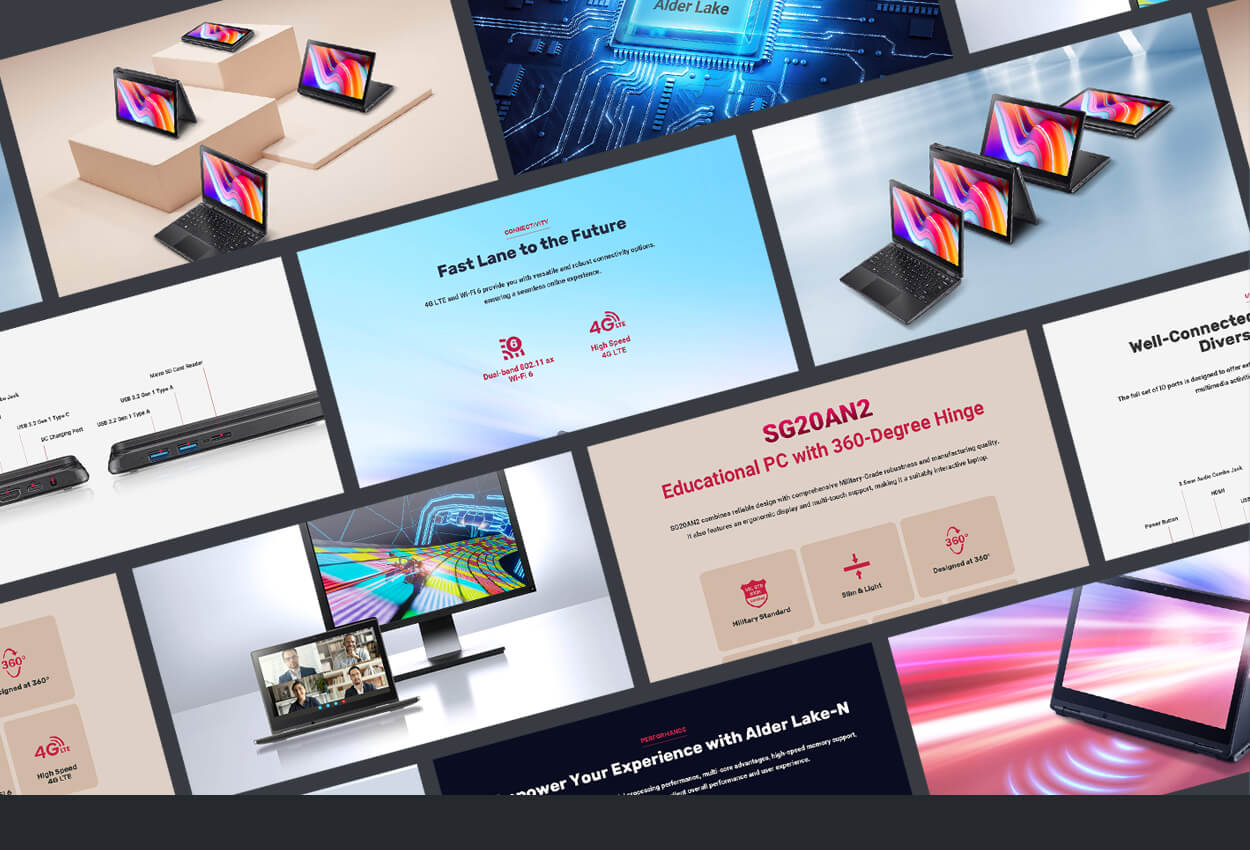 Alder Lake
CONNECTIVITY
Fast Lane to the Future
4G LTE and Wi-Fi 6 provide you with versatile and robust connectivity options,
ensuring a seamless online experience.
6
Dual-band 802.11 ax
Wi-Fi 6
4G LTE
High Speed
4G LTE
Jack
USB 3.2 Gen 1 Type C
DC Charging Port
Micro SD Card Reader
USB 3.2 Gen 1 Type A
USB 3.2 Gen 1 Type A
Well-Connected
Divers
The full set of IO ports is designed to offer
multimedia
3.5mm Audio Combo Jack
HDMI
Power Button
SG20AN2
Educational PC with 360-Degree Hinge
SG20AN2 combines reliable design with comprehensive Military-Grade robustness and manufacturing quality.
It also features an ergonomic display and multi-touch support, making it a suitably interactive laptop.
MIL STD
Military Standard
Slim & Light
360°
Designed at 360°
360°
signed at 360°
4G LTE
High Speed
4G LTE
PERFORMANCE
power Your Experience with Alder Lake-N
processing performance, multi-core advantages, high-speed memory support,
overall performance and user experience.